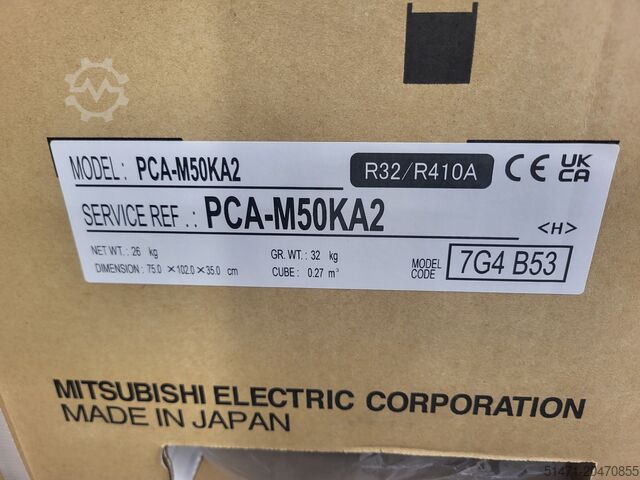 MODEL : PCA-M50KA2 R32/R410A CE UK CA
SERVICE REF .: PCA-M50KA2 <H>
NET WT. : 26 kg GR. WT. : 32 kg
DIMENSION : 75.0 ×102.0×35.0 cm CUBE : 0.27 m³
MODEL CODE 7G4 B53
MITSUBISHI ELECTRIC CORPORATION
MADE IN JAPAN
51471-20470855